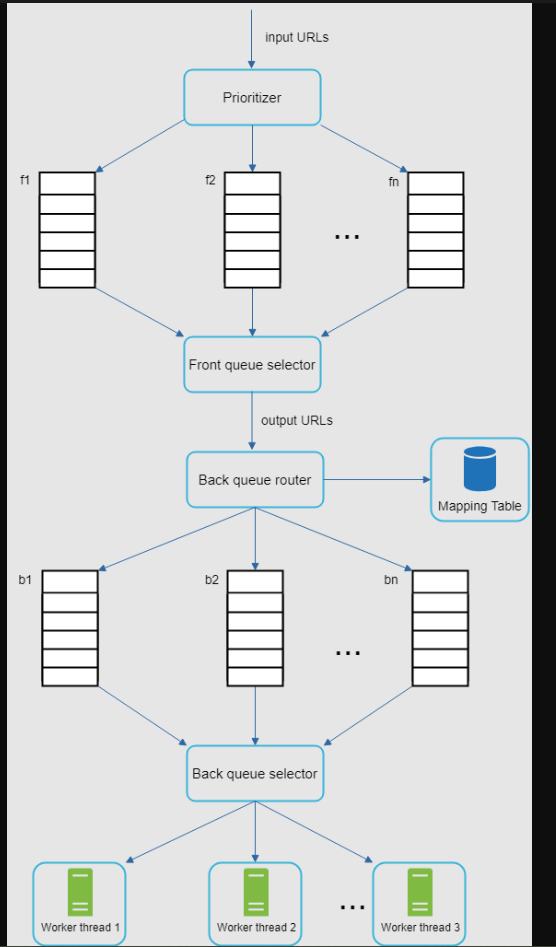 input URLs
Prioritizer
f1
f2
fn
...
Front queue selector
output URLs
Back queue router
Mapping Table
b1
b2
bn
...
Back queue selector
...
Worker thread 1
Worker thread 2
Worker thread 3